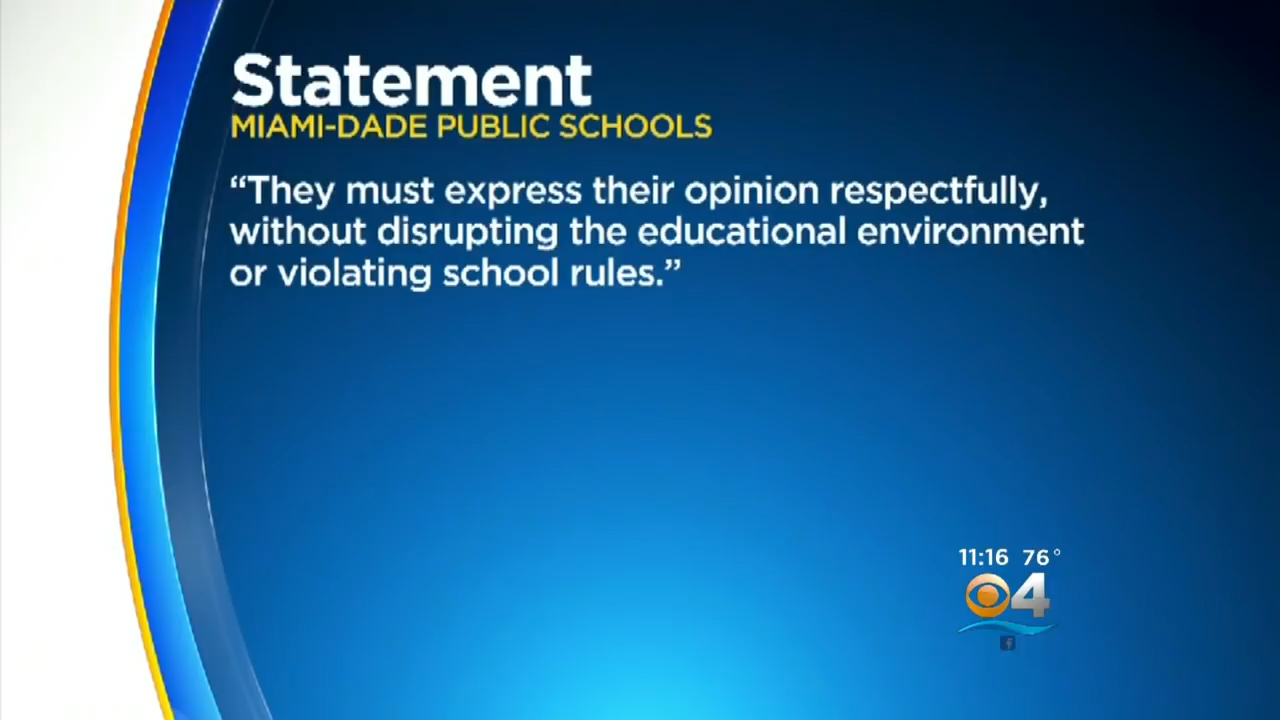 Statement
MIAMI-DADE PUBLIC SCHOOLS
“They must express their opinion respectfully,
without disrupting the educational environment
or violating school rules.”
11:16 76°
4
f